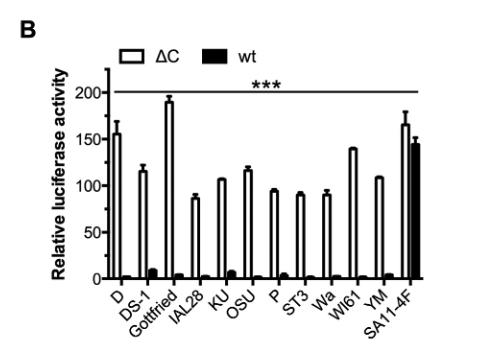 B
ΔC wt
***
Relative luciferase activity
200
150
100
50
0
D DS-1 Gottfried IAL28 KU OSU P ST3 Wa WI61 YM SA11-4F